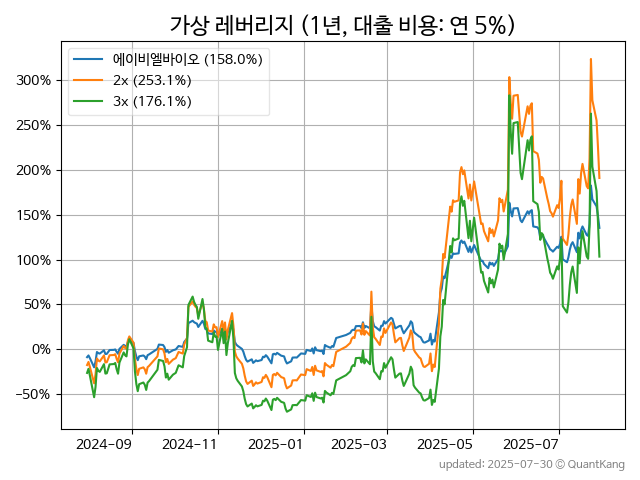 가상 레버리지 (1년, 대출 비용: 연 5%)
에이비엘바이오 (158.0%)
2x (253.1%)
3x (176.1%)
300%
250%
200%
150%
100%
50%
0%
−50%
2024-09
2024-11
2025-01
2025-03
2025-05
2025-07
updated: 2025-07-30 © QuantKang